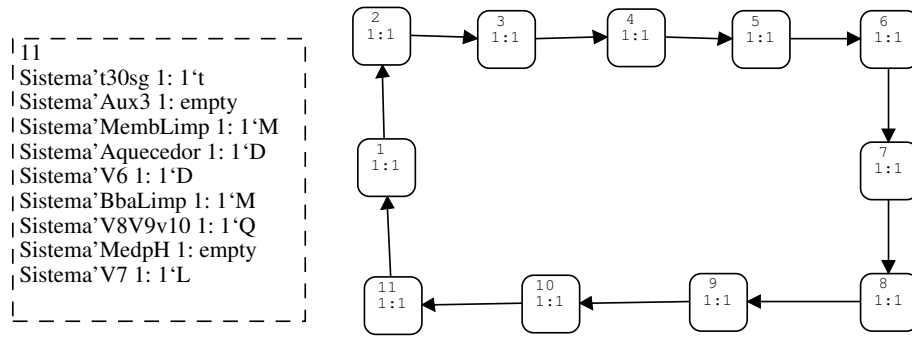 11
Sistema't30sg 1: 1‘t
Sistema'Aux3 1: empty
Sistema'MembLimp 1: 1‘M
Sistema'Aquecedor 1: 1‘D
Sistema'V6 1: 1‘D
Sistema'BbaLimp 1: 1‘M
Sistema'V8V9v10 1: 1‘Q
Sistema'MedpH 1: empty
Sistema'V7 1: 1‘L
2
1:1
3
1:1
4
1:1
5
1:1
6
1:1
1
1:1
7
1:1
11
1:1
10
1:1
9
1:1
8
1:1